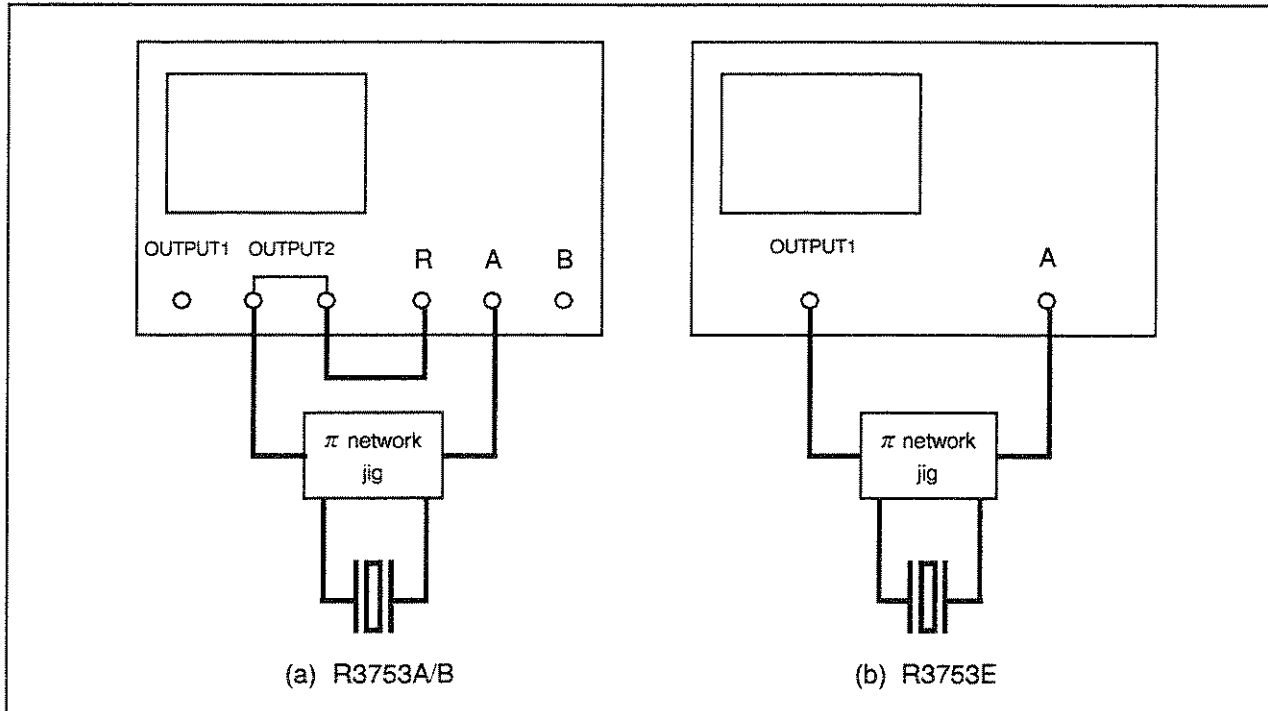 OUTPUT1 OUTPUT2 R A B
π network
jig
(a) R3753A/B
OUTPUT1 A
π network
jig
(b) R3753E